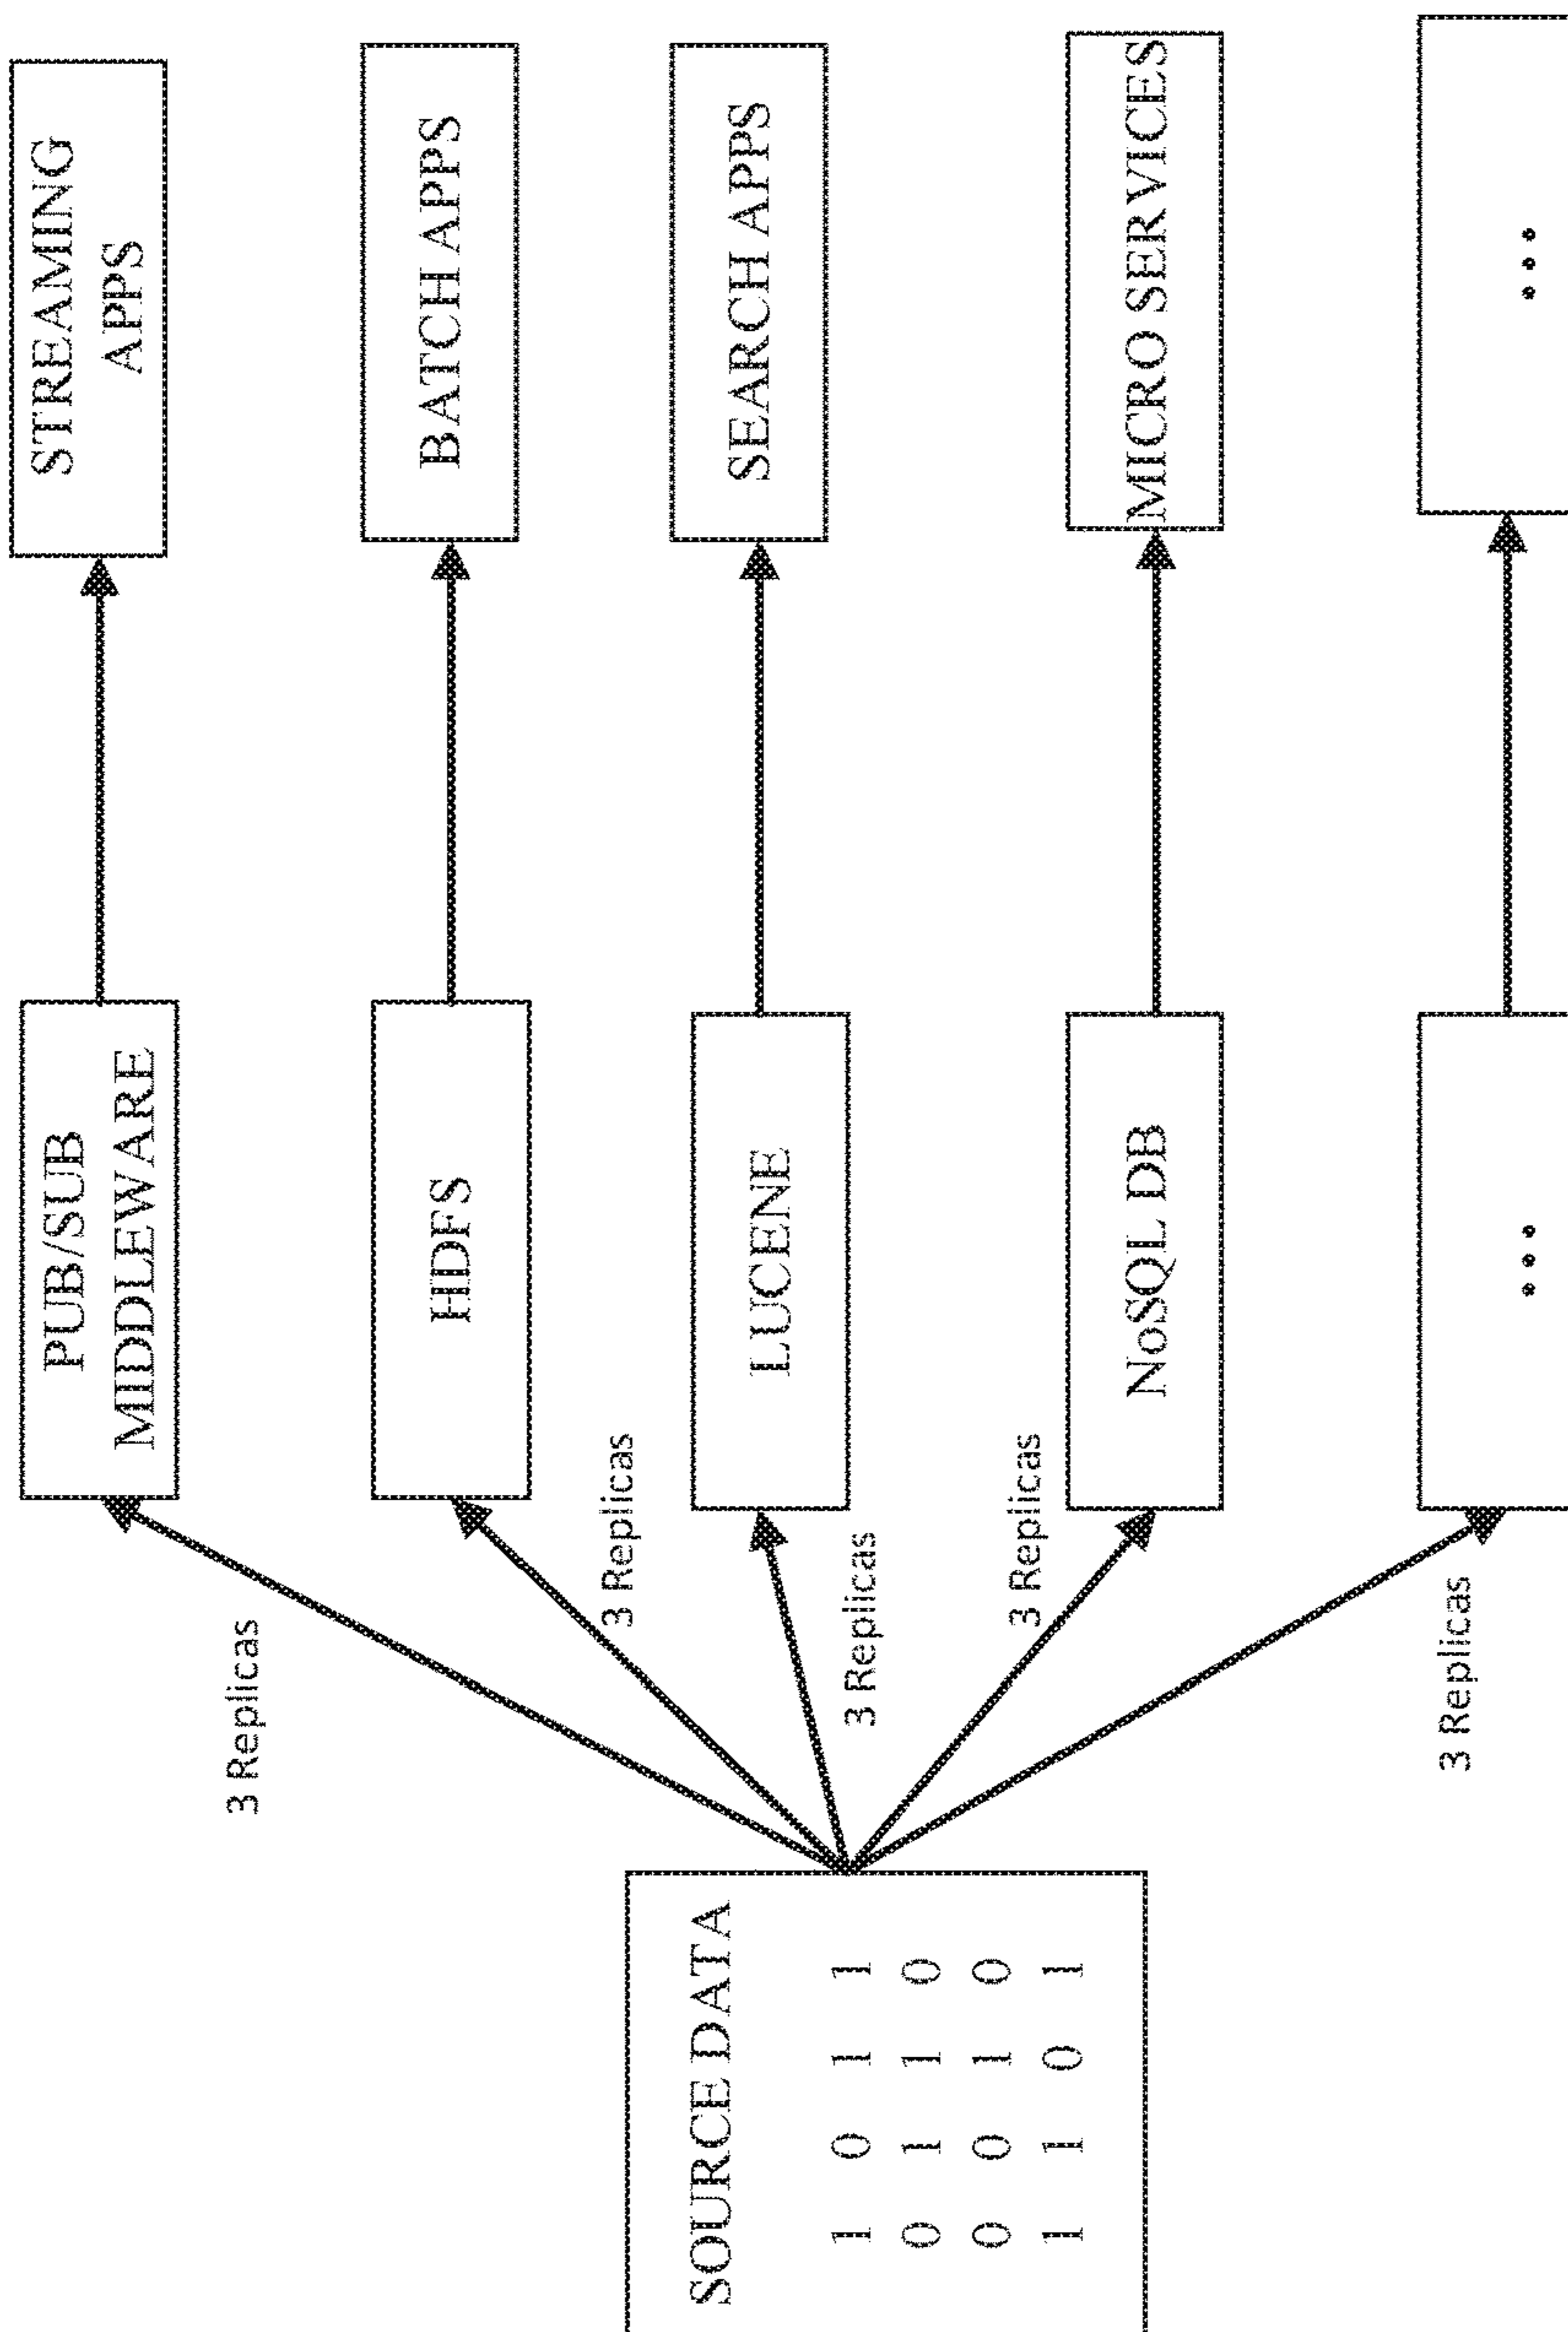 SOURCE DATA
1 0 1 1
0 1 1 0
0 0 1 0
1 1 0 1
3 Replicas
3 Replicas
3 Replicas
3 Replicas
3 Replicas
PUB/SUB
MIDDLEWARE
HDFS
LUCENE
NoSQL DB
...
STREAMING
APPS
BATCH APPS
SEARCH APPS
MICRO SERVICES
...